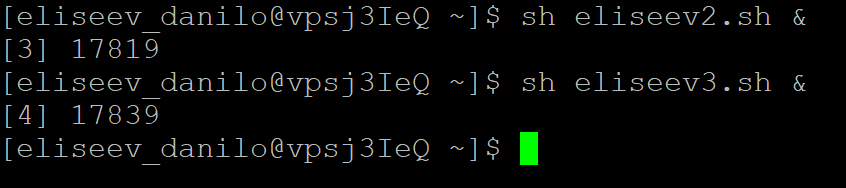 [eliseev_danilo@vpsj3IeQ ~]$ sh eliseev2.sh &
[3] 17819
[eliseev_danilo@vpsj3IeQ ~]$ sh eliseev3.sh &
[4] 17839
[eliseev_danilo@vpsj3IeQ ~]$